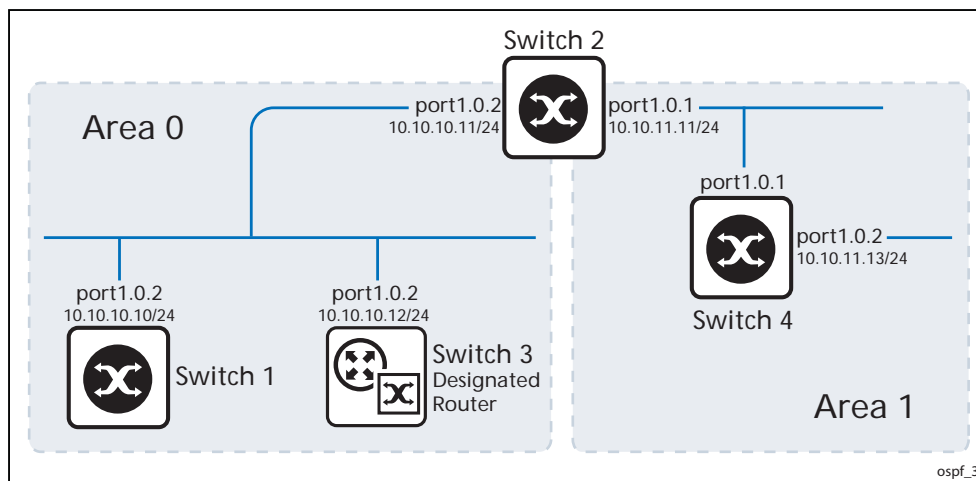 Switch 2
port1.0.2
10.10.10.11/24
port1.0.1
10.10.11.11/24
Area 0
port1.0.1
port1.0.2
10.10.11.13/24
Switch 4
port1.0.2
10.10.10.10/24
Switch 1
port1.0.2
10.10.10.12/24
Switch 3
Designated
Router
Area 1
ospf_3